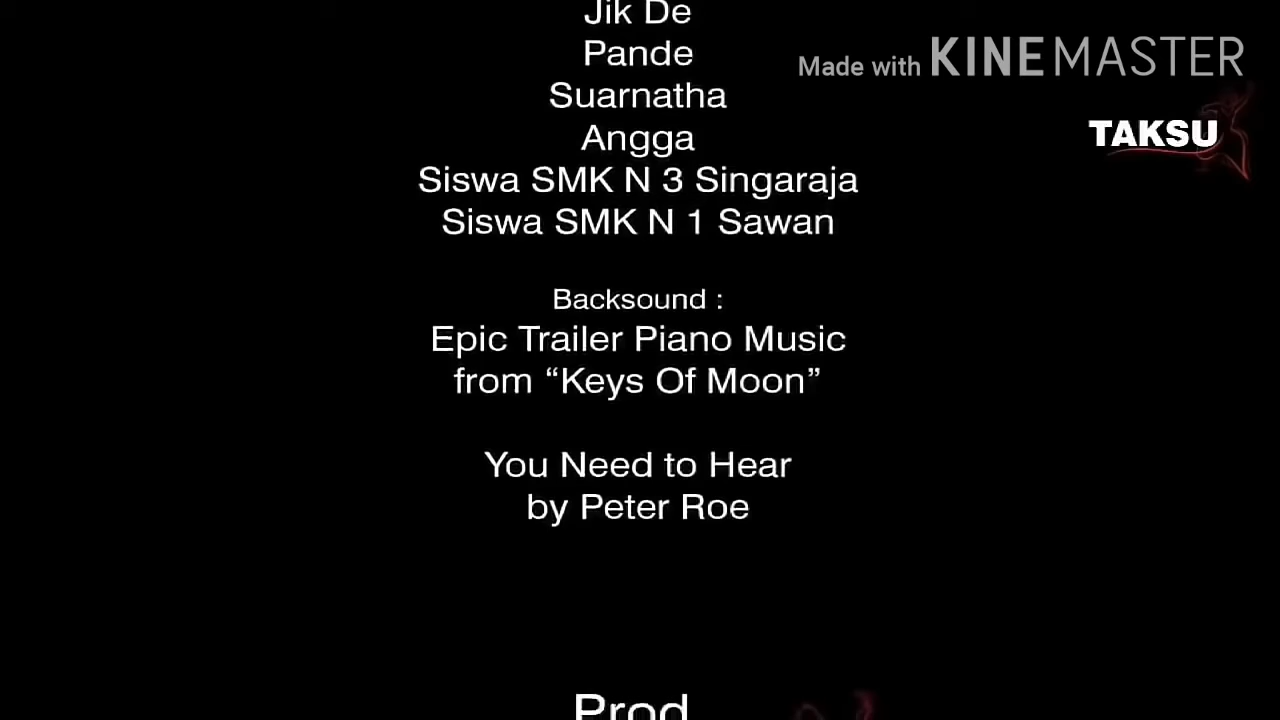 Jik De
Pande
Made with KINEMASTER
Suarnatha
TAKSU
Angga
Siswa SMK N 3 Singaraja
Siswa SMK N 1 Sawan
Backsound :
Epic Trailer Piano Music
from “Keys Of Moon”
You Need to Hear
by Peter Roe
Prod